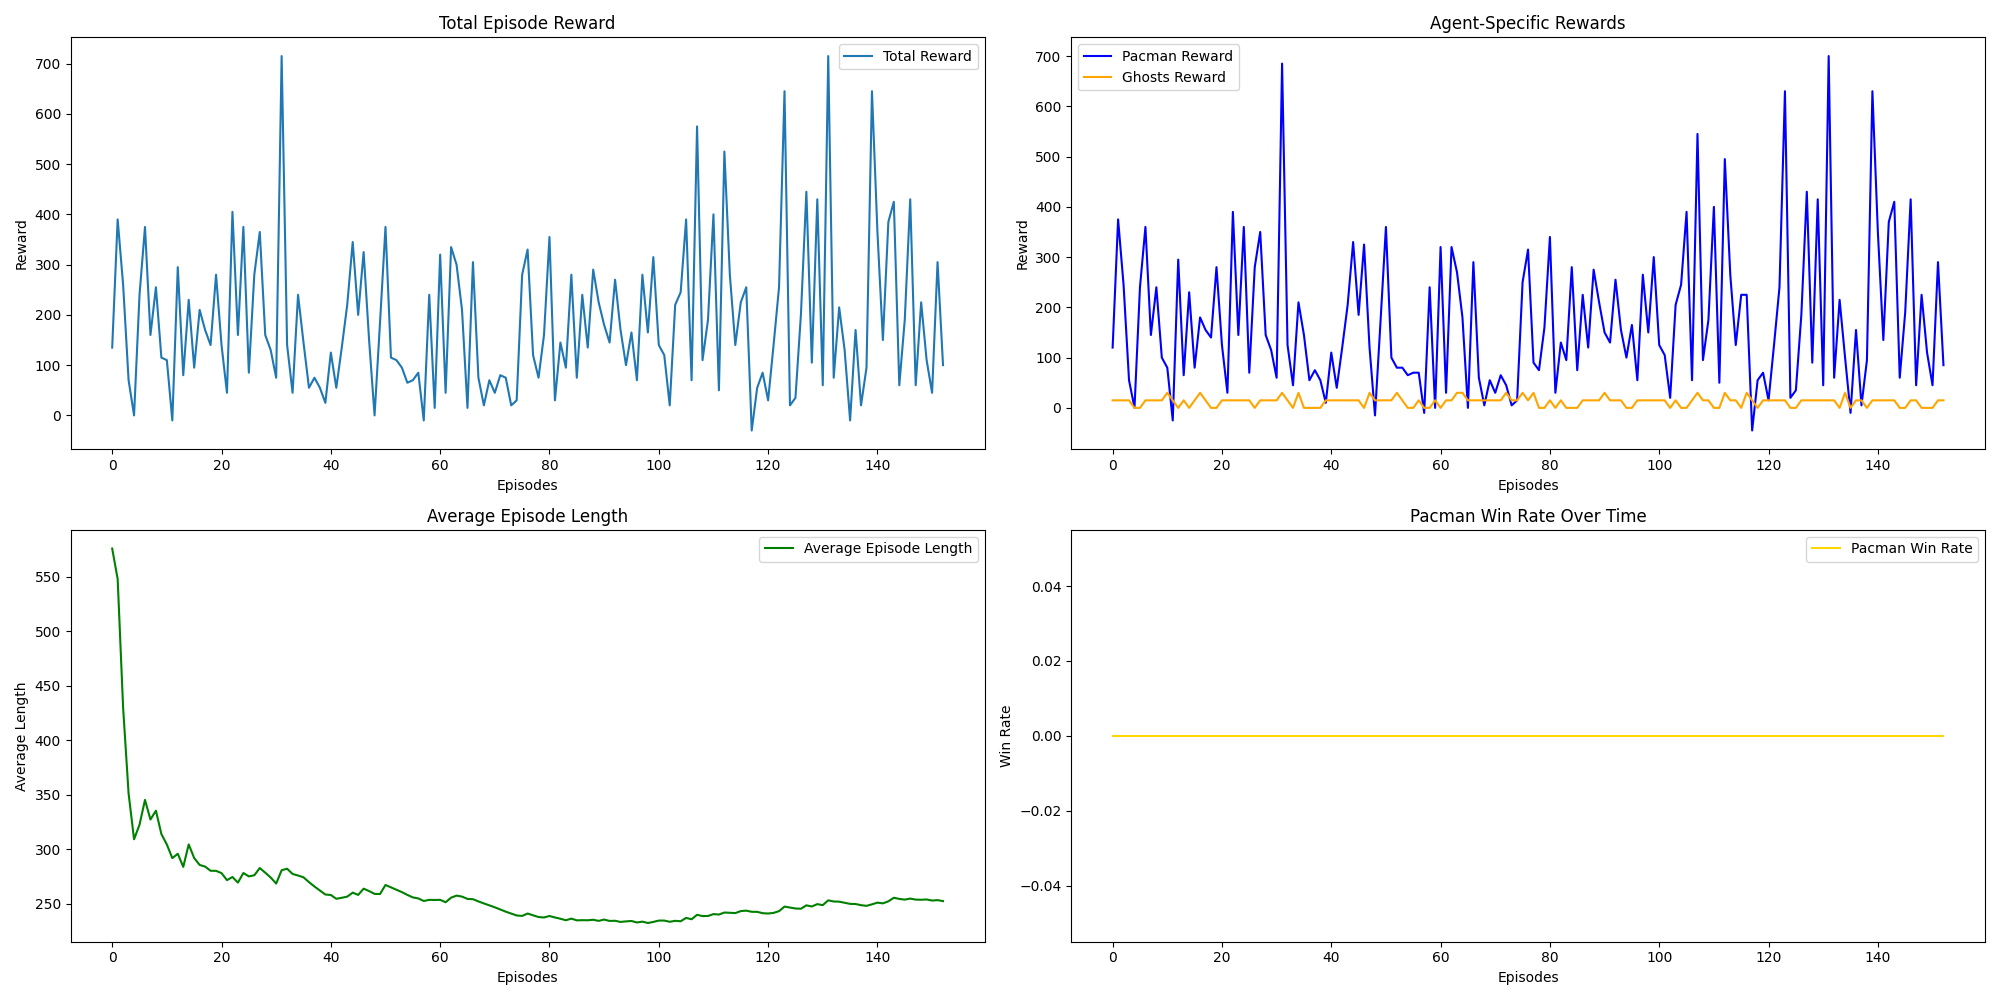 Total Episode Reward
Reward
700
600
500
400
300
200
100
0
Total Reward
0 20 40 60 80 100 120 140
Episodes
Agent-Specific Rewards
Reward
700
600
500
400
300
200
100
0
Pacman Reward
Ghosts Reward
0 20 40 60 80 100 120 140
Episodes
Average Episode Length
Average Length
550
500
450
400
350
300
250
Average Episode Length
0 20 40 60 80 100 120 140
Episodes
Pacman Win Rate Over Time
Win Rate
0.04
0.02
0.00
−0.02
−0.04
Pacman Win Rate
0 20 40 60 80 100 120 140
Episodes